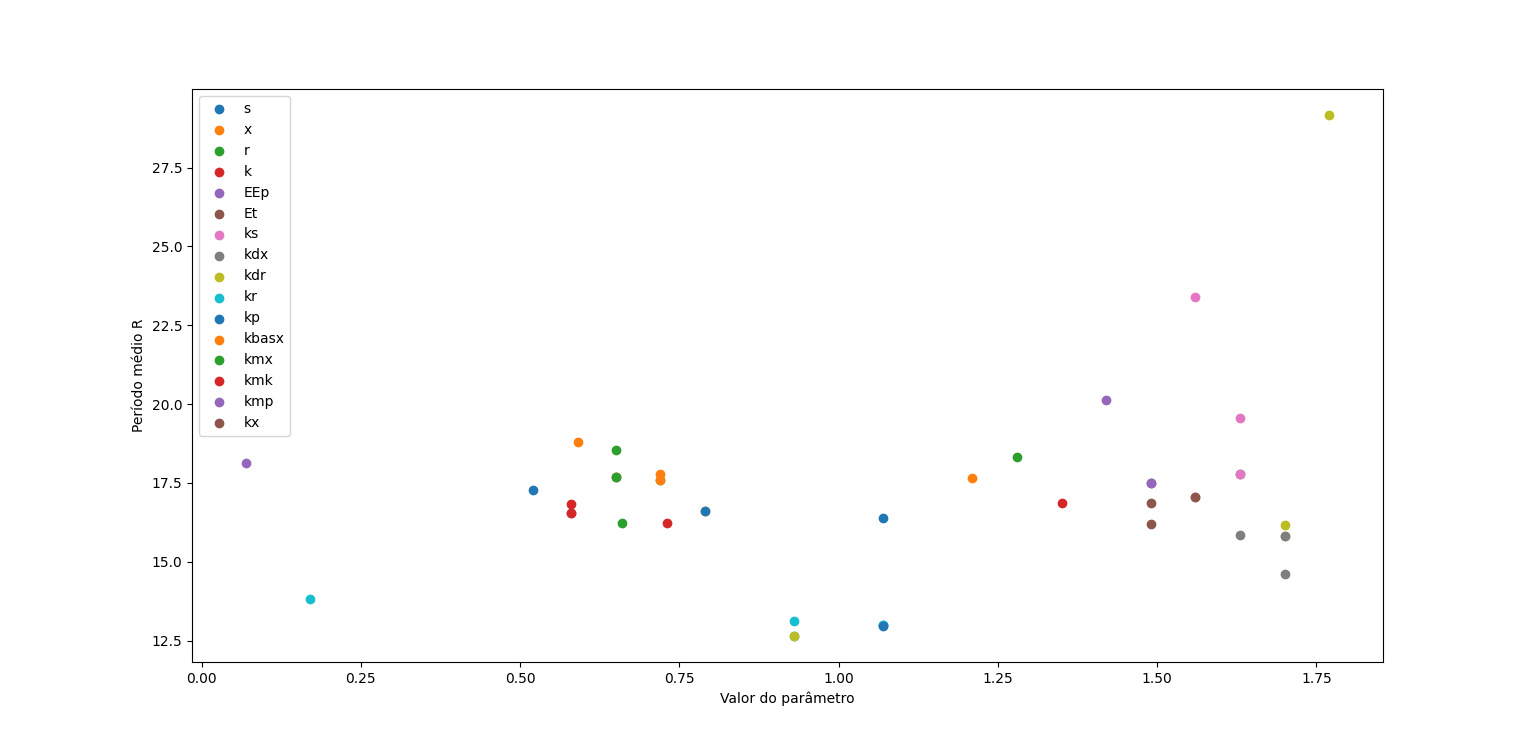 s
x
r
k
EEp
Et
ks
kdx
kdr
kr
kp
kbasx
kmx
kmk
kmp
kx
27.5
25.0
22.5
20.0
17.5
15.0
12.5
Período médio R
0.00 0.25 0.50 0.75 1.00 1.25 1.50 1.75
Valor do parâmetro